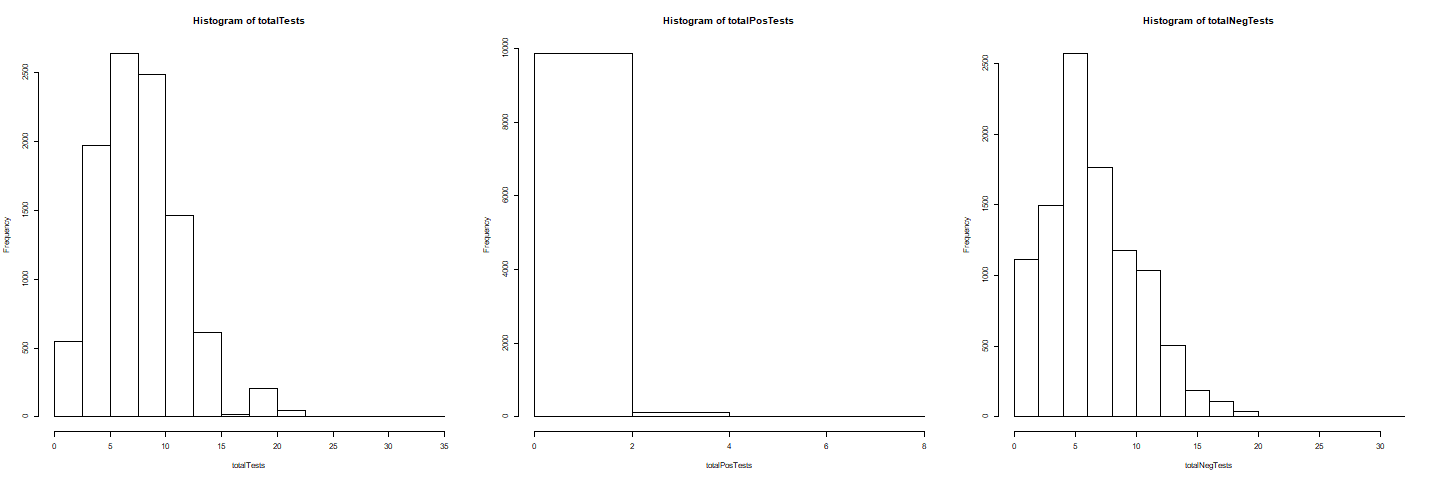 Histogram of totalTests
Frequency
2500
2000
1500
1000
500
0
0 5 10 15 20 25 30 35
totalTests
Histogram of totalPosTests
Frequency
10000
8000
6000
4000
2000
0
0 2 4 6 8
totalPosTests
Histogram of totalNegTests
Frequency
2500
2000
1500
1000
500
0
0 5 10 15 20 25 30
totalNegTests